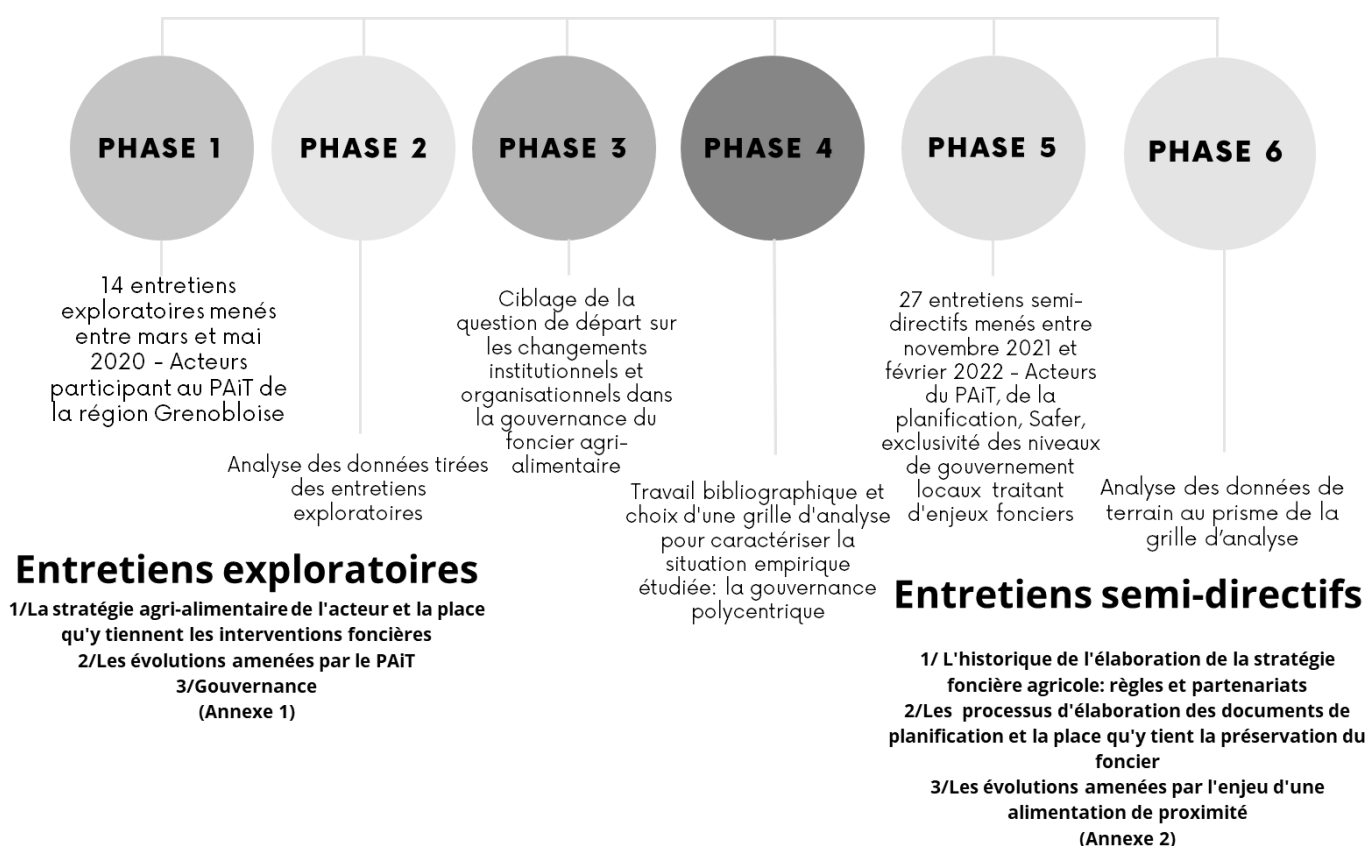 PHASE 1
PHASE 2
PHASE 3
PHASE 4
PHASE 5
PHASE 6
14 entretiens
exploratoires menés
entre mars et mai
2020 - Acteurs
participant au PAiT de
la région Grenobloise
Analyse des données tirées
des entretiens
exploratoires
Ciblage de la
question de départ sur
les changements
institutionnels et
organisationnels dans
la gouvernance du
foncier agri-
alimentaire
Travail bibliographique et
choix d'une grille d'analyse
pour caractériser la
situation empirique
étudiée: la gouvernance
polycentrique
27 entretiens semi-
directifs menés entre
novembre 2021 et
février 2022 - Acteurs
du PAiT, de la
planification, Safer,
exclusivité des niveaux
de gouvernement
locaux traitant
d'enjeux fonciers
Analyse des données de
terrain au prisme de la
grille d'analyse
Entretiens exploratoires
1/La stratégie agri-alimentaire de l'acteur et la place
qu'y tiennent les interventions foncières
2/Les évolutions amenées par le PAiT
3/Gouvernance
(Annexe 1)
Entretiens semi-directifs
1/ L'historique de l'élaboration de la stratégie
foncière agricole: règles et partenariats
2/Les processus d'élaboration des documents de
planification et la place qu'y tient la préservation du
foncier
3/Les évolutions amenées par l'enjeu d'une
alimentation de proximité
(Annexe 2)